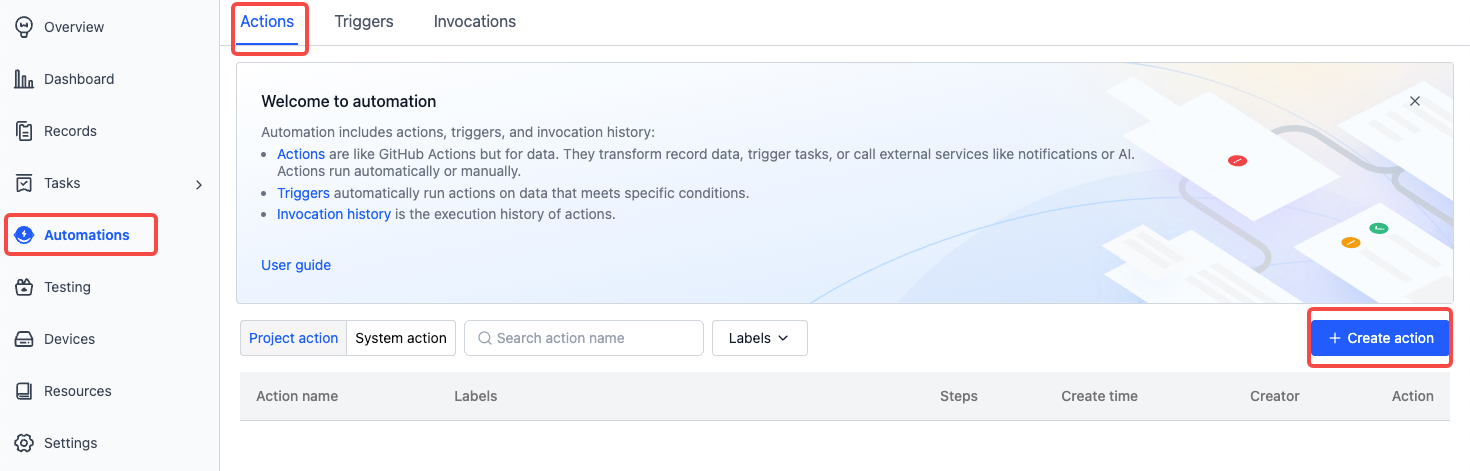 Overview
Dashboard
Records
Tasks
Automations
Testing
Devices
Resources
Settings
Actions Triggers Invocations
Welcome to automation
Automation includes actions, triggers, and invocation history:
• Actions are like GitHub Actions but for data. They transform record data, trigger tasks, or call external services like notifications or AI.
Actions run automatically or manually.
• Triggers automatically run actions on data that meets specific conditions.
• Invocation history is the execution history of actions.
User guide
Project action System action Search action name Labels + Create action
Action name Labels Steps Create time Creator Action